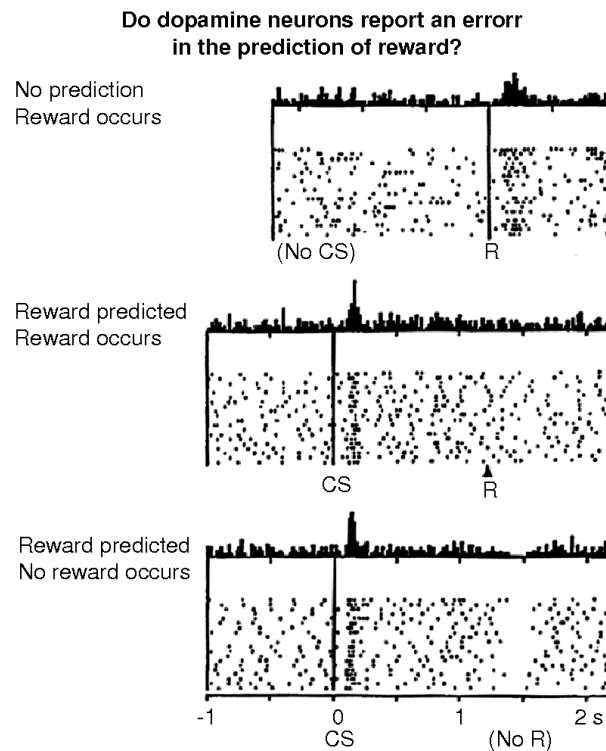 Do dopamine neurons report an errorr
in the prediction of reward?
No prediction
Reward occurs
(No CS) R
Reward predicted
Reward occurs
CS R
Reward predicted
No reward occurs
-1 0 1 2 s
CS (No R)